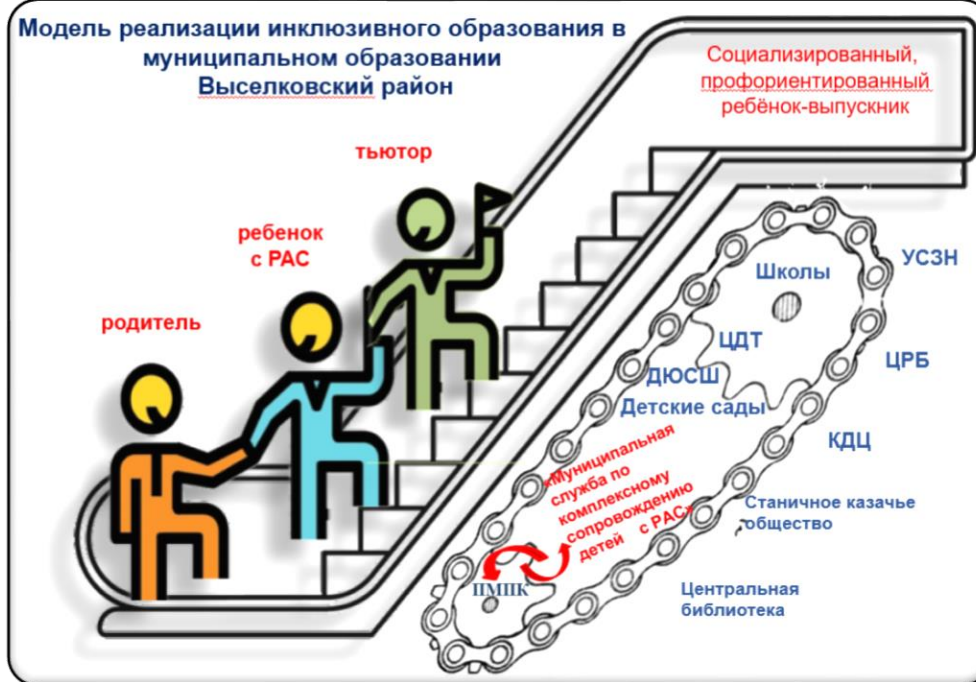 Модель реализации инклюзивного образования в
муниципальном образовании
Выселковский район
Социализированный,
профориентированный
ребёнок-выпускник
тьютор
ребенок
с РАС
родитель
Школы
УСЗН
ЦДТ
ЦРБ
ДЮСШ
Детские сады
КДЦ
«Муниципальная
служба по
комплексному
сопровождению
детей с РАС»
Станичное казачье
общество
ПМПК
Центральная
библиотека